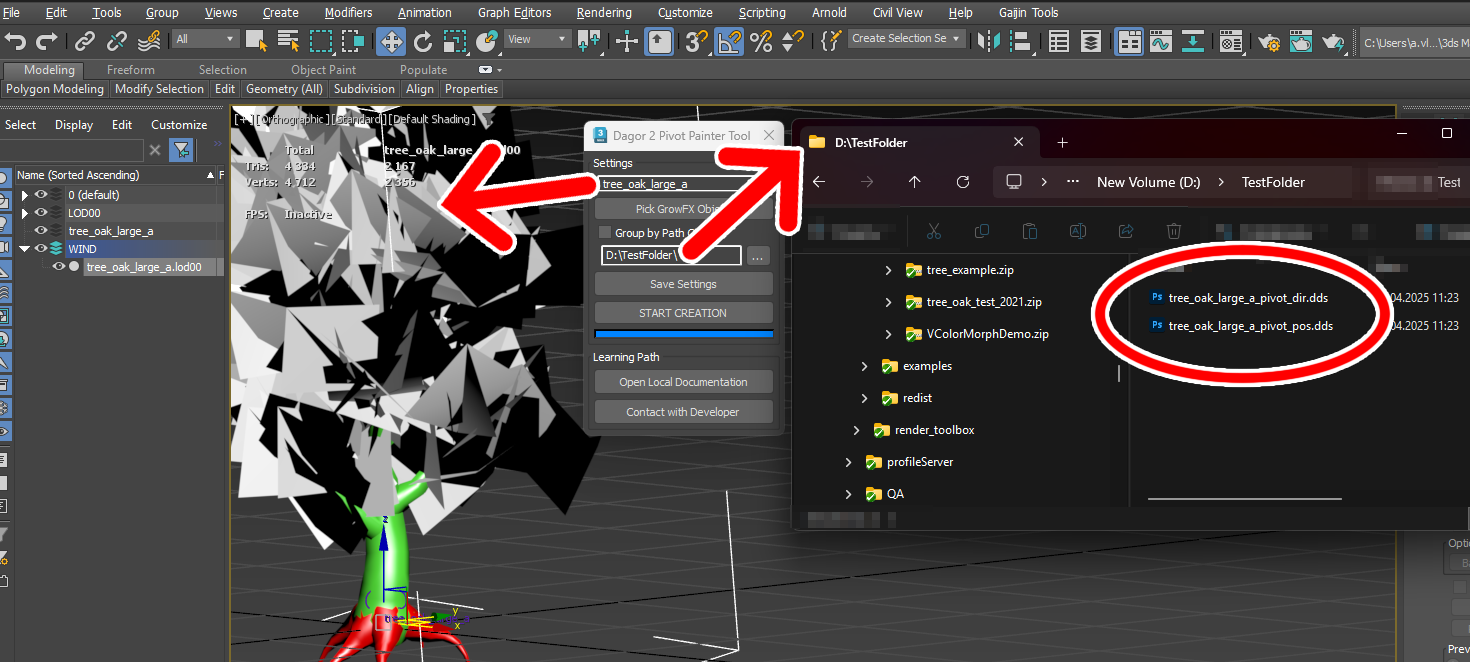 File Edit Tools Group Views Create Modifiers Animation Graph Editors Rendering Customize Scripting Arnold Civil View Help Gaijin Tools
All View Create Selection Se C:\Users\a.vl...\3ds M
Modeling Freeform Selection Object Paint Populate
Polygon Modeling Modify Selection Edit Geometry (All) Subdivision Align Properties
Select Display Edit Customize
Name (Sorted Ascending) F
0 (default)
LOD00
tree_oak_large_a
WIND
tree_oak_large_a.lod00
[+][Orthographic][Standard][Default Shading]
Total tree_oak_large
Tris: 4 334 2 167
Verts: 4 712 2 356
FPS: Inactive
z
y
x
3
Dagor 2 Pivot Painter Tool
Settings
tree_oak_large_a
Pick GrowFX
Group by Path
D:\TestFolder\
...
Save Settings
START CREATION
Learning Path
Open Local Documentation
Contact with Developer
D:\TestFolder
New Volume (D:) TestFolder Test
tree_example.zip
tree_oak_test_2021.zip
VColorMorphDemo.zip
examples
redist
render_toolbox
profileServer
QA
Ps tree_oak_large_a_pivot_dir.dds 04.2025 11:23
Ps tree_oak_large_a_pivot_pos.dds 04.2025 11:23
Opti
Ba
Prev